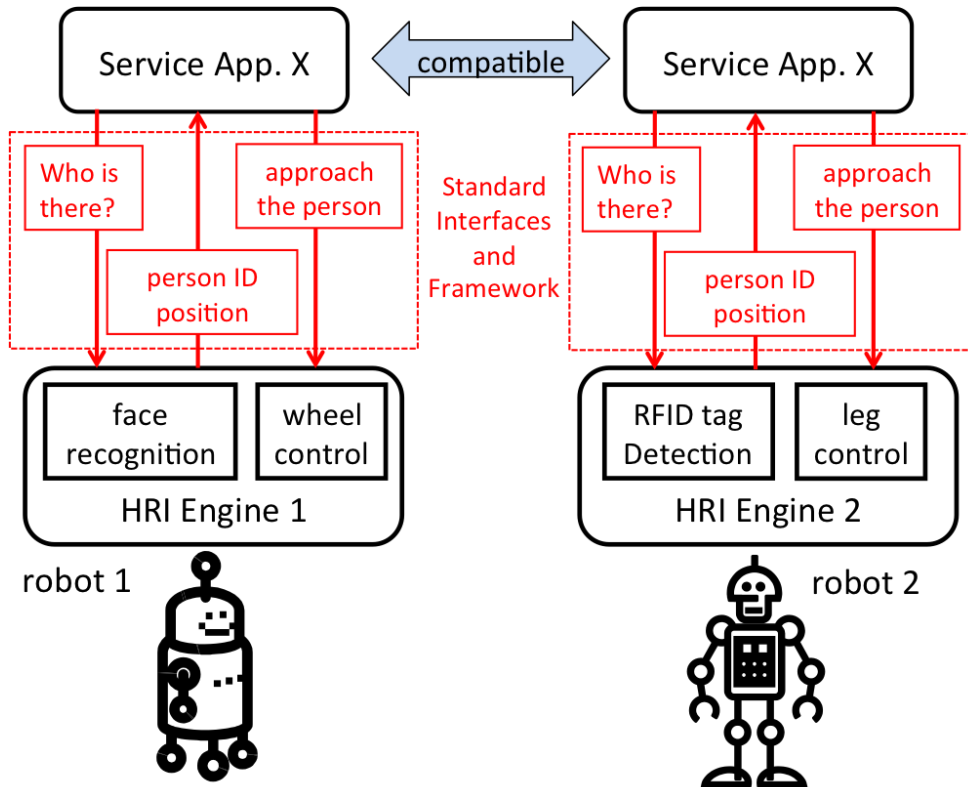 Service App. X
compatible
Service App. X
Who is
there?
approach
the person
person ID
position
Standard
Interfaces
and
Framework
Who is
there?
approach
the person
person ID
position
face
recognition
wheel
control
HRI Engine 1
RFID tag
Detection
leg
control
HRI Engine 2
robot 1
robot 2